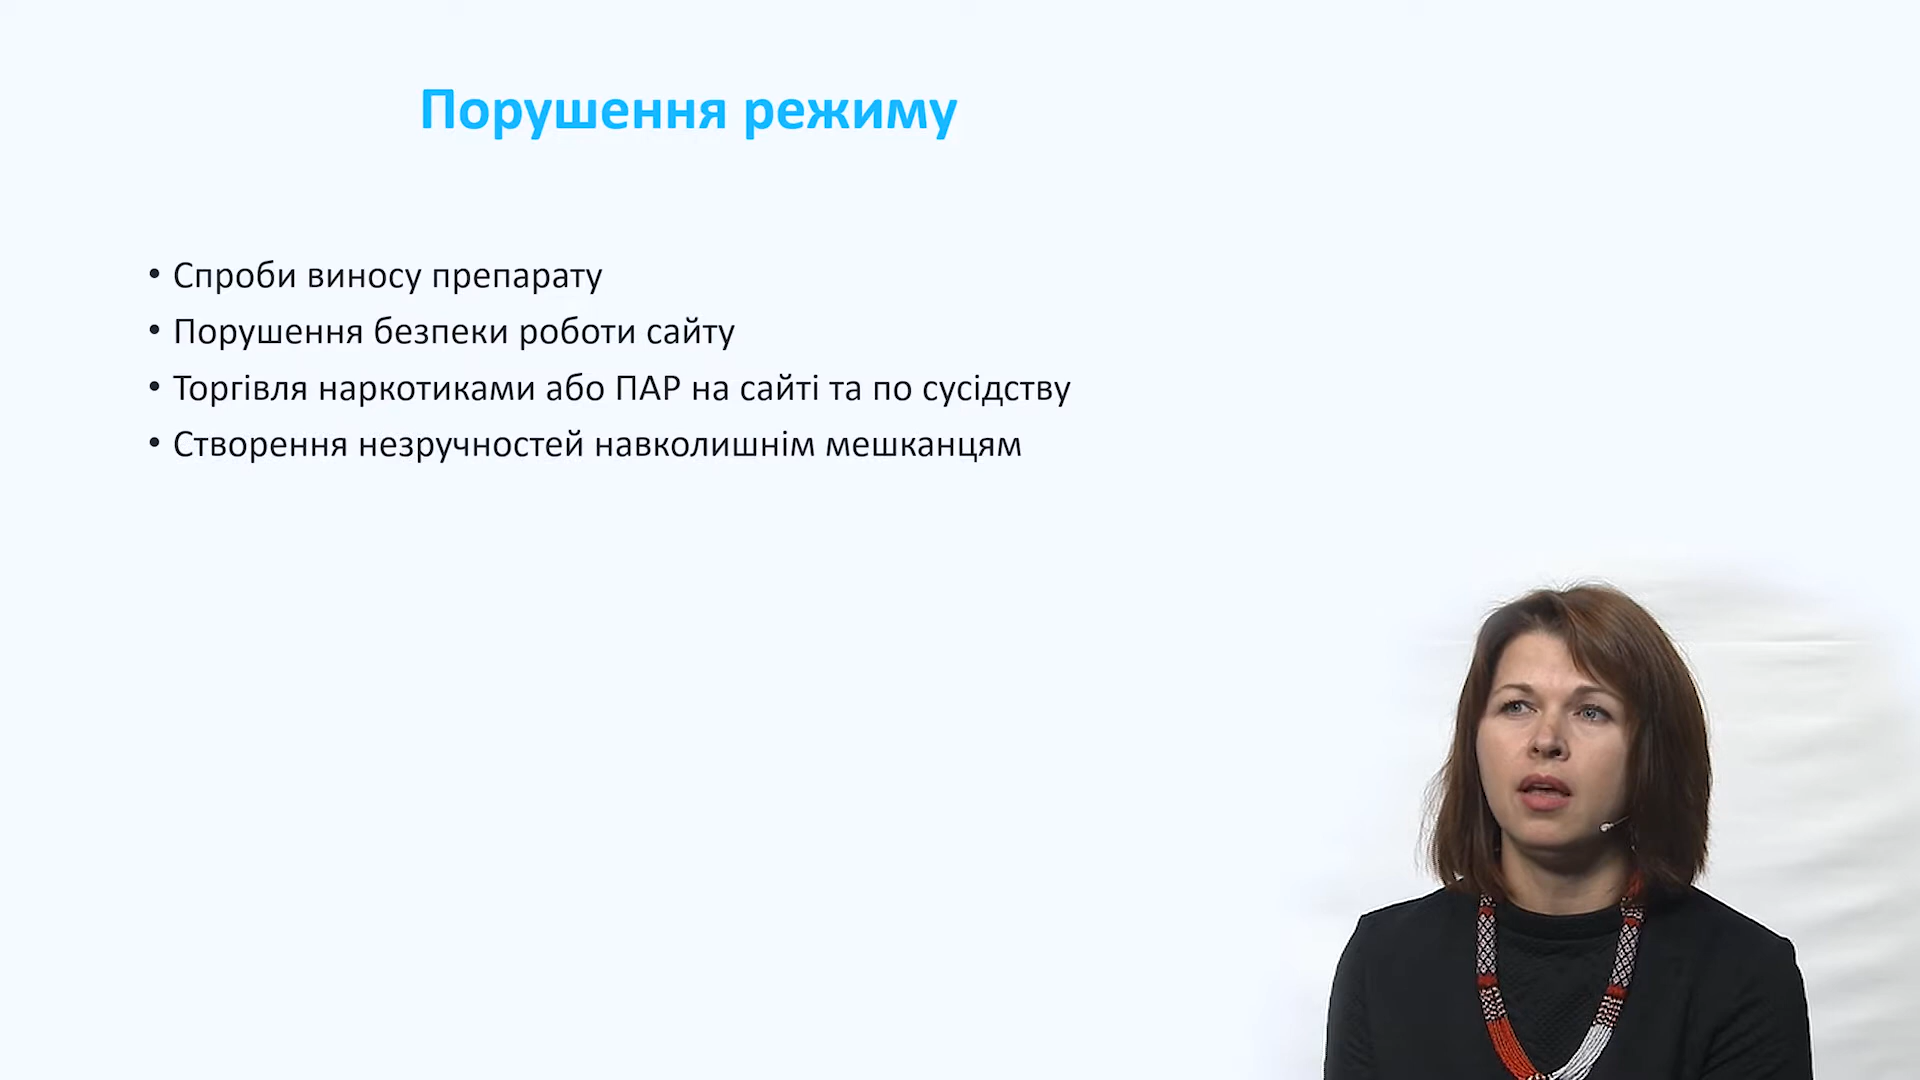 Порушення режиму
• Спроби виносу препарату
• Порушення безпеки роботи сайту
• Торгівля наркотиками або ПАР на сайті та по сусідству
• Створення незручностей навколишнім мешканцям